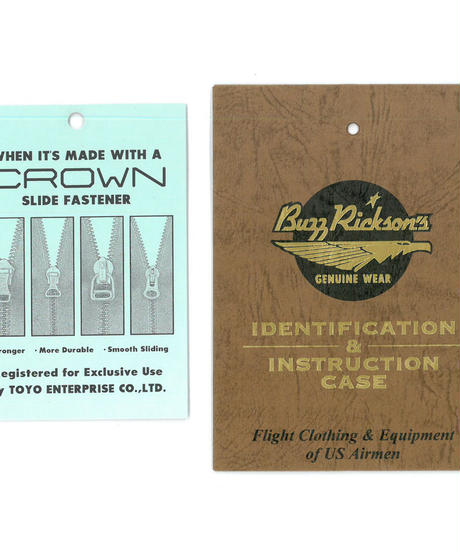 WHEN IT'S MADE WITH A
CROWN
SLIDE FASTENER
ronger · More Durable · Smooth Sliding
egistered for Exclusive Use
y TOYO ENTERPRISE CO.,LTD.
Buzz Rickson's
GENUINE WEAR
IDENTIFICATION
&
INSTRUCTION
CASE
Flight Clothing & Equipment
of US Airmen